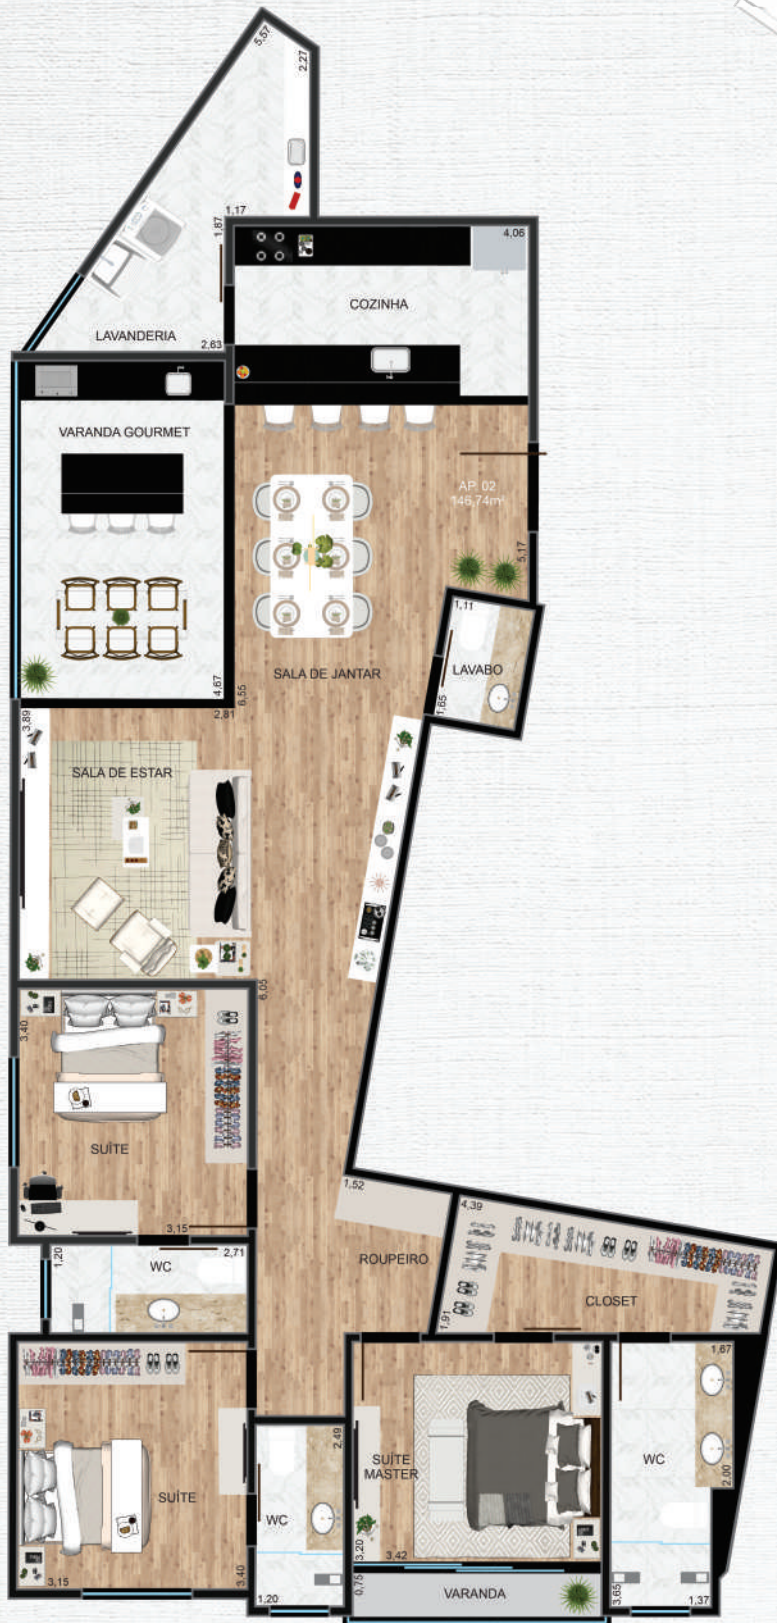 5,57
2,27
1,17
1,87
4,06
COZINHA
LAVANDERIA
2,63
VARANDA GOURMET
AP. 02
146,74m²
5,17
1,11
LAVABO
1,65
SALA DE JANTAR
4,67
6,55
2,81
3,89
SALA DE ESTAR
6,05
3,40
SUÍTE
3,15
1,52
4,39
ROUPEIRO
CLOSET
1,91
1,20
2,71
WC
1,67
2,49
SUÍTE
MASTER
WC
2,00
SUÍTE
WC
3,20
3,42
3,15
3,40
1,20
0,75
VARANDA
3,65
1,37